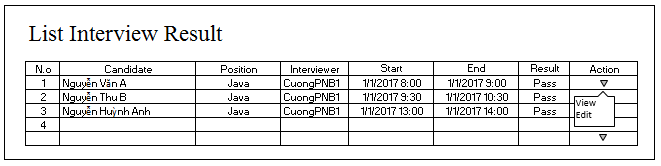 List Interview Result
N.o Candidate Position Interviewer Start End Result Action
1 Nguyễn Văn A Java CuongPNB1 1/1/2017 8:00 1/1/2017 9:00 Pass
2 Nguyễn Thu B Java CuongPNB1 1/1/2017 9:30 1/1/2017 10:30 Pass
View
3 Nguyễn Huỳnh Anh Java CuongPNB1 1/1/2017 13:00 1/1/2017 14:00 Pass
Edit
4